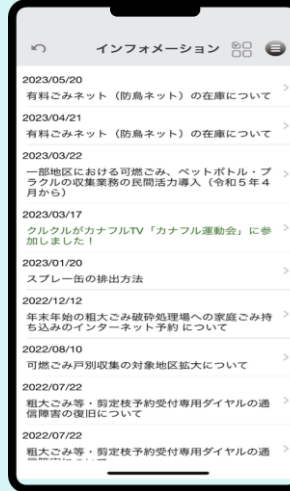 インフォメーション
2023/05/20
有料ごみネット（防鳥ネット）の在庫について
2023/04/21
有料ごみネット（防鳥ネット）の在庫について
2023/03/22
一部地区における可燃ごみ、ペットボトル・プ
ラクルの収集業務の民間活力導入（令和５年４
月から）
2023/03/17
クルクルがカナフルTV「カナフル運動会」に参
加しました！
2023/01/20
スプレー缶の排出方法
2022/12/12
年末年始の粗大ごみ破砕処理場への家庭ごみ持
ち込みのインターネット予約 について
2022/08/10
可燃ごみ戸別収集の対象地区拡大について
2022/07/22
粗大ごみ等・剪定枝予約受付専用ダイヤルの通
信障害の復旧について
2022/07/22
粗大ごみ等・剪定枝予約受付専用ダイヤルの通